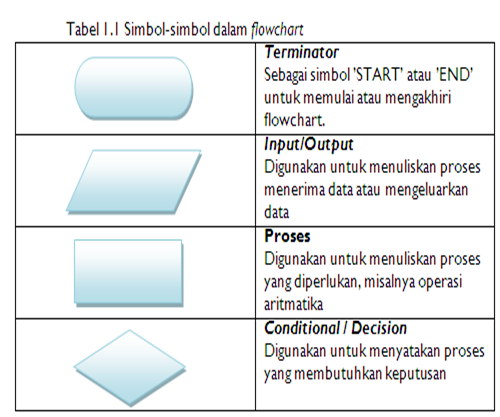 Tabel 1.1 Simbol-simbol dalam flowchart
Terminator
Sebagai simbol 'START' atau 'END'
untuk memulai atau mengakhiri
flowchart.
Input/Output
Digunakan untuk menuliskan proses
menerima data atau mengeluarkan
data
Proses
Digunakan untuk menuliskan proses
yang diperlukan, misalnya operasi
aritmatika
Conditional / Decision
Digunakan untuk menyatakan proses
yang membutuhkan keputusan